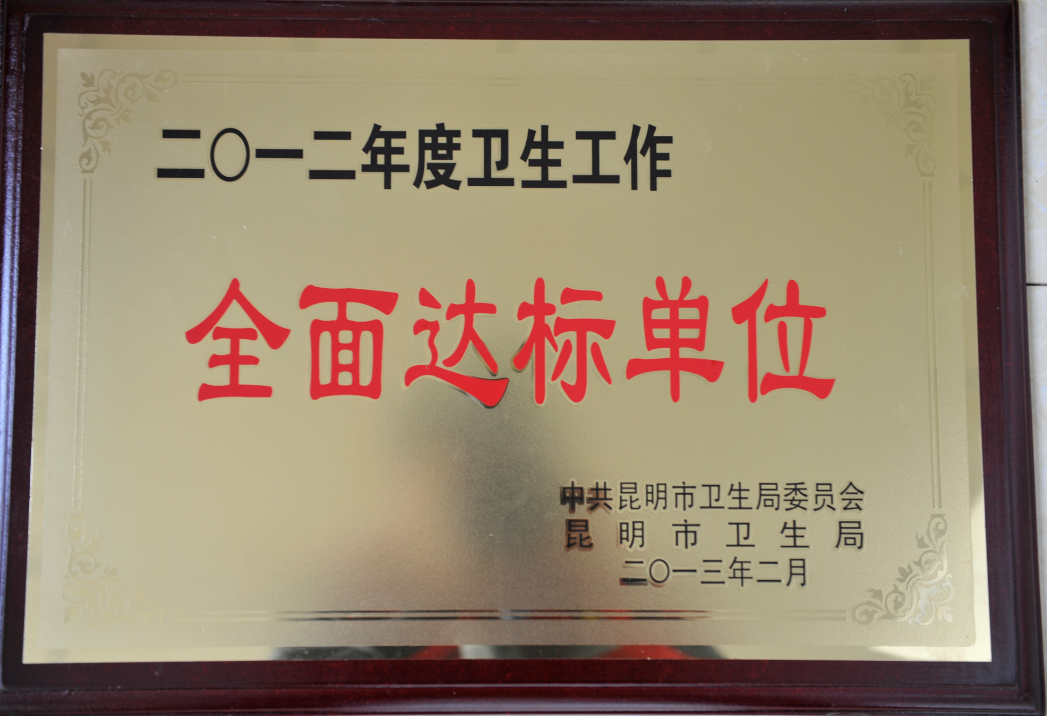 二〇一二年度卫生工作
全面达标单位
中共昆明市卫生局委员会
昆明市卫生局
二〇一三年二月